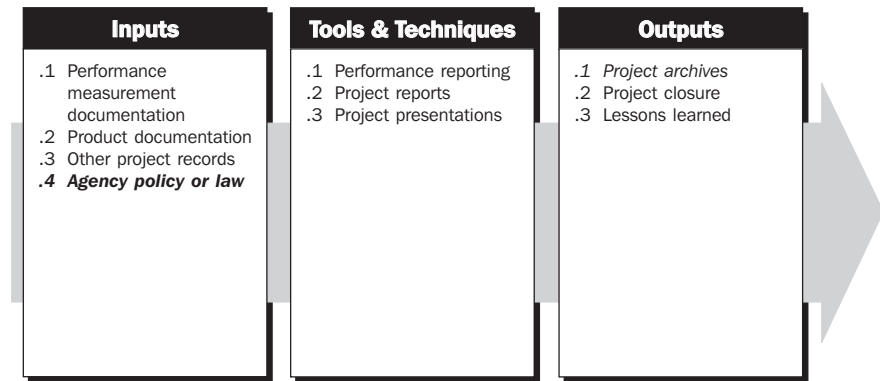 Inputs
.1 Performance
measurement
documentation
.2 Product documentation
.3 Other project records
.4 Agency policy or law
Tools & Techniques
.1 Performance reporting
.2 Project reports
.3 Project presentations
Outputs
.1 Project archives
.2 Project closure
.3 Lessons learned